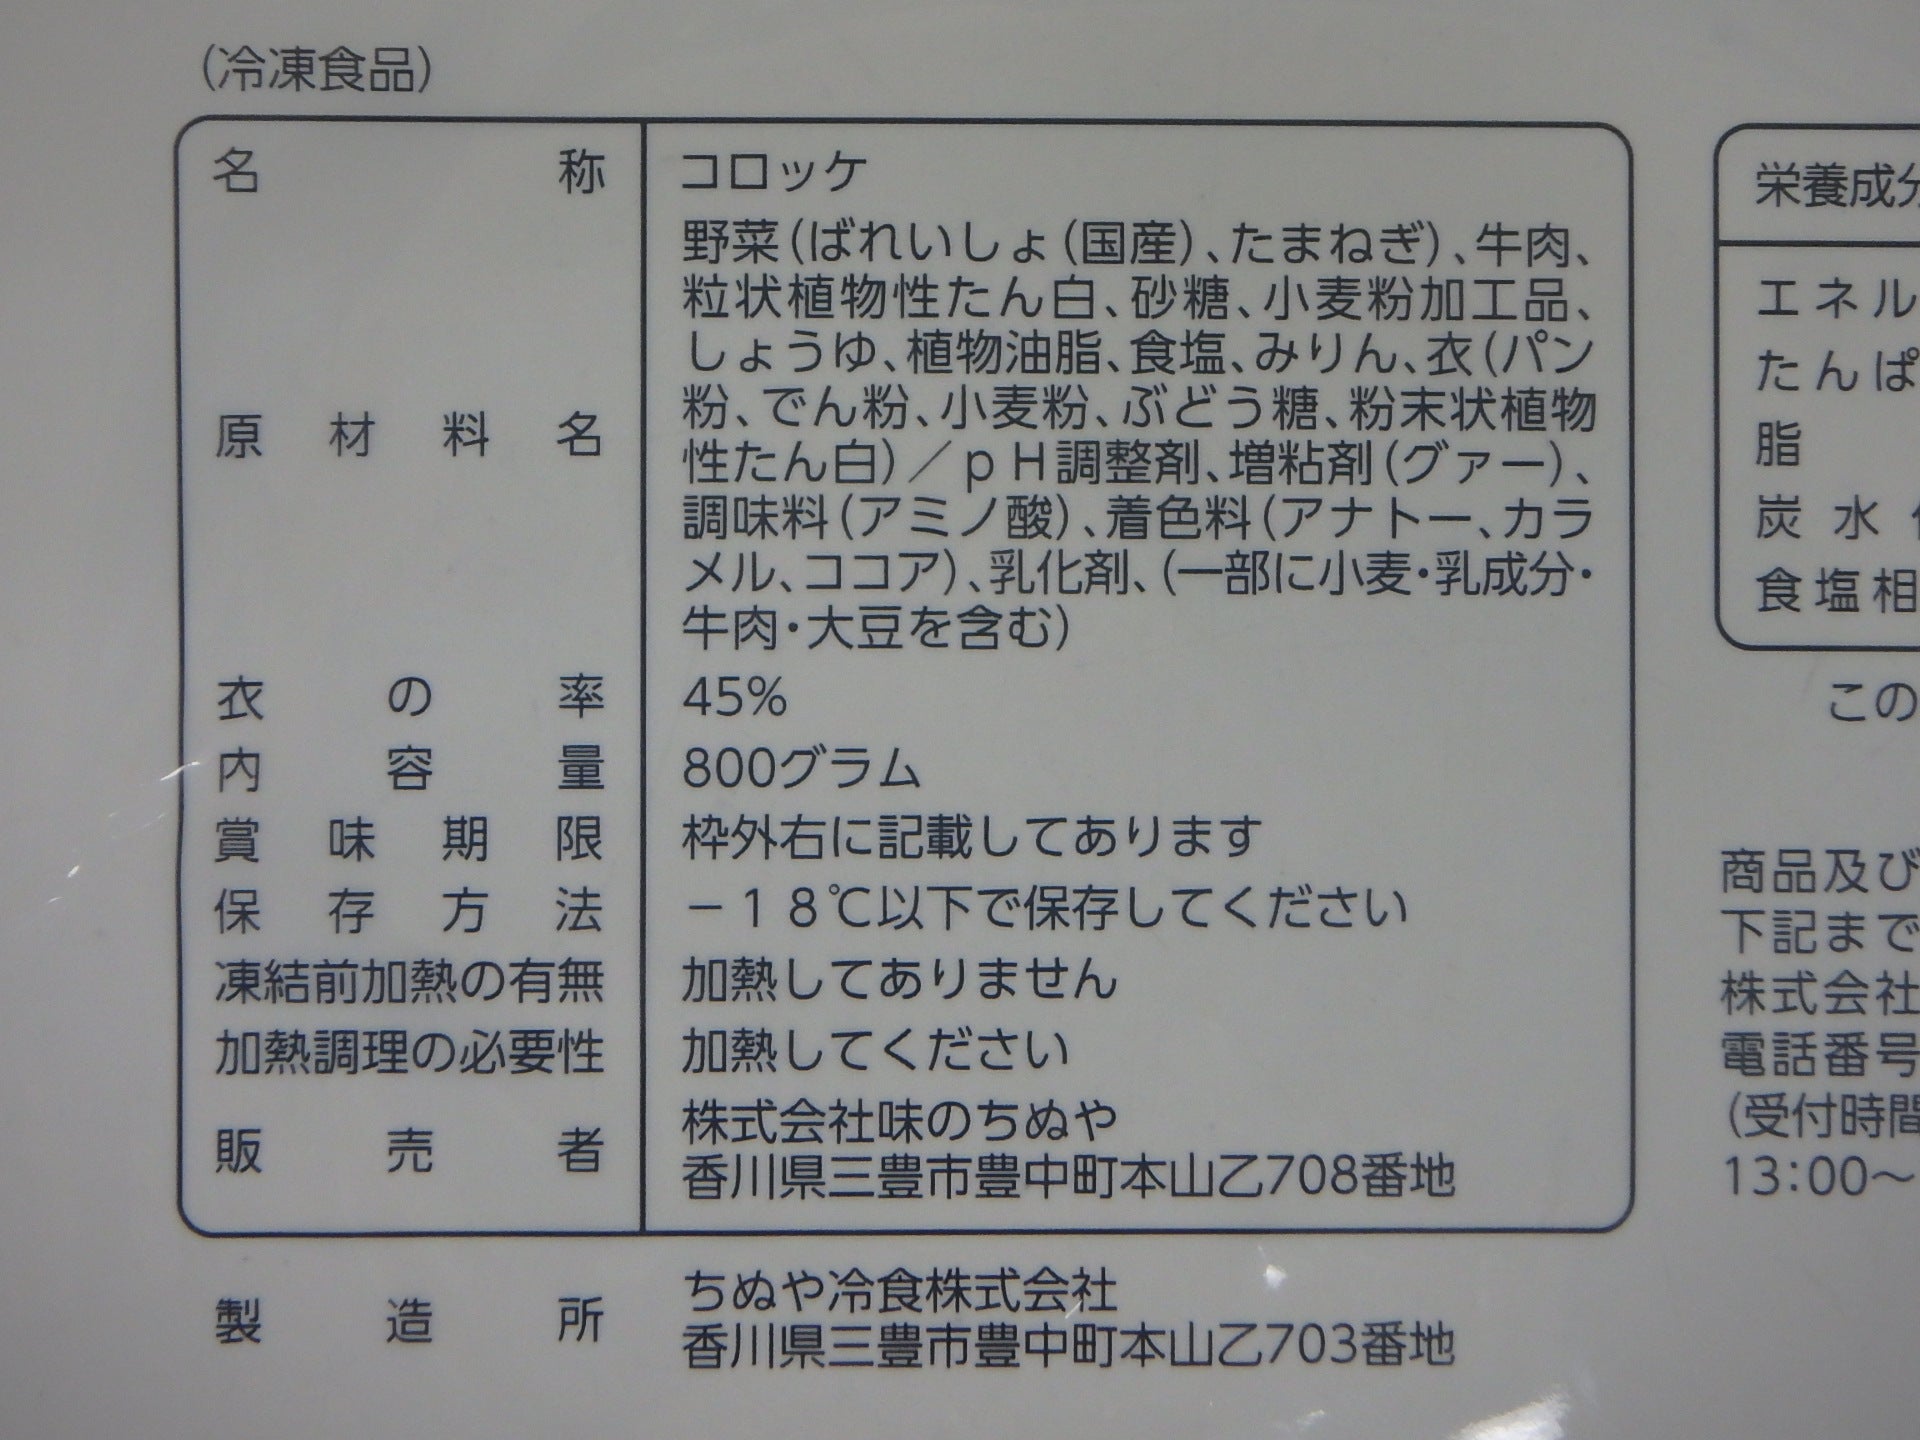 (冷凍食品)
名称 コロッケ
原材料名 野菜(ばれいしょ(国産)、たまねぎ)、牛肉、
粒状植物性たん白、砂糖、小麦粉加工品、
しょうゆ、植物油脂、食塩、みりん、衣(パン
粉、でん粉、小麦粉、ぶどう糖、粉末状植物
性たん白)／pH調整剤、増粘剤(グァー)、
調味料(アミノ酸)、着色料(アナトー、カラ
メル、ココア)、乳化剤、(一部に小麦・乳成分・
牛肉・大豆を含む)
衣の率 45%
内容量 800グラム
賞味期限 枠外右に記載してあります
保存方法 －18℃以下で保存してください
凍結前加熱の有無 加熱してありません
加熱調理の必要性 加熱してください
販売者 株式会社味のちぬや
香川県三豊市豊中町本山乙708番地
製造所 ちぬや冷食株式会社
香川県三豊市豊中町本山乙703番地
栄養成分
エネル
たんぱ
脂
炭水
食塩相
この
商品及び
下記まで
株式会社
電話番号
(受付時間
13:00～